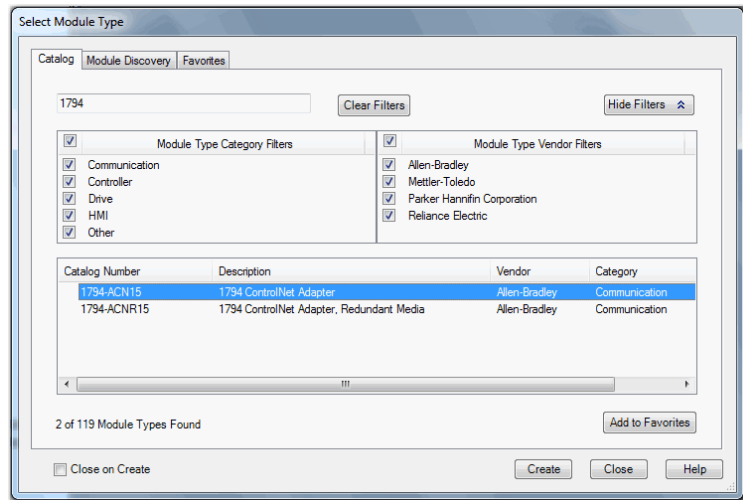 Select Module Type
Catalog Module Discovery Favorites
1794 Clear Filters Hide Filters
Module Type Category Filters Module Type Vendor Filters
Communication Allen-Bradley
Controller Mettler-Toledo
Drive Parker Hannifin Corporation
HMI Reliance Electric
Other
Catalog Number Description Vendor Category
1794-ACN15 1794 ControlNet Adapter Allen-Bradley Communication
1794-ACNR15 1794 ControlNet Adapter, Redundant Media Allen-Bradley Communication
2 of 119 Module Types Found Add to Favorites
Close on Create Create Close Help